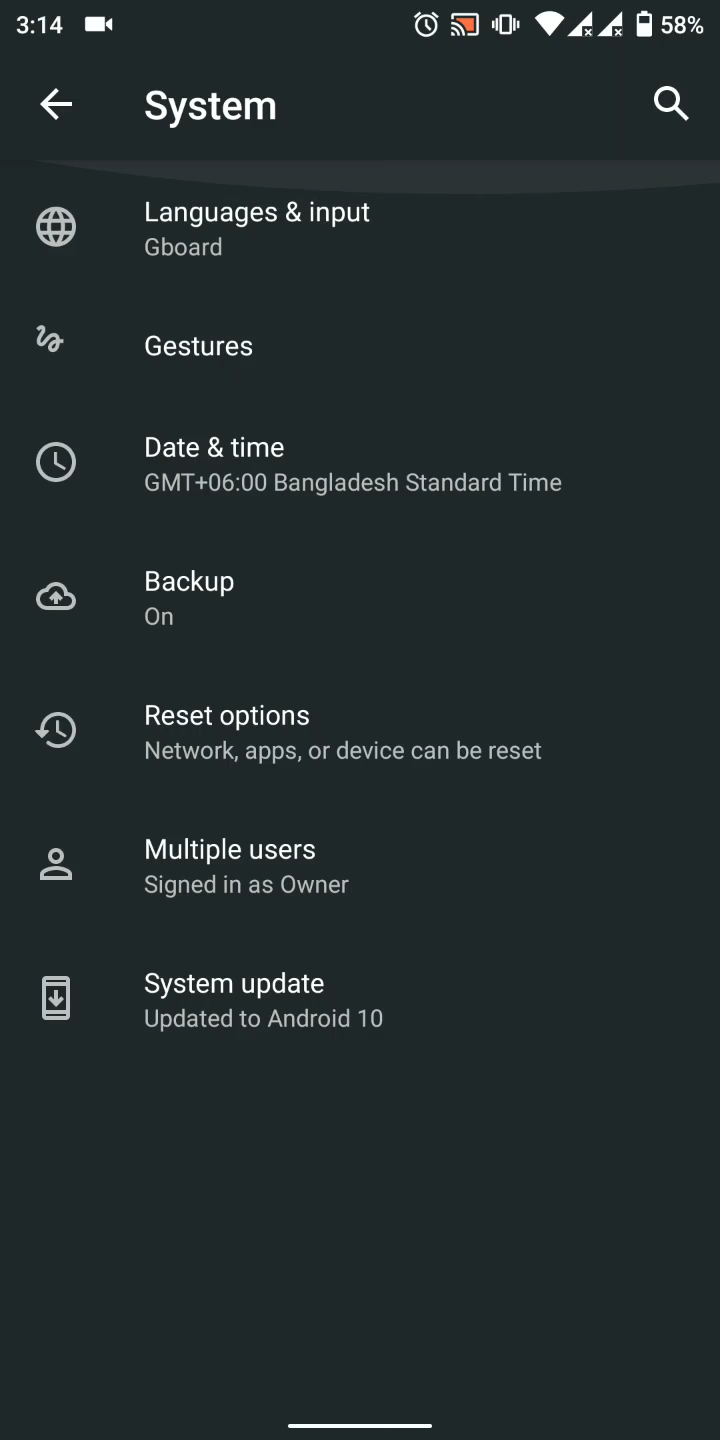 3:14
58%
System
Languages & input
Gboard
Gestures
Date & time
GMT+06:00 Bangladesh Standard Time
Backup
On
Reset options
Network, apps, or device can be reset
Multiple users
Signed in as Owner
System update
Updated to Android 10